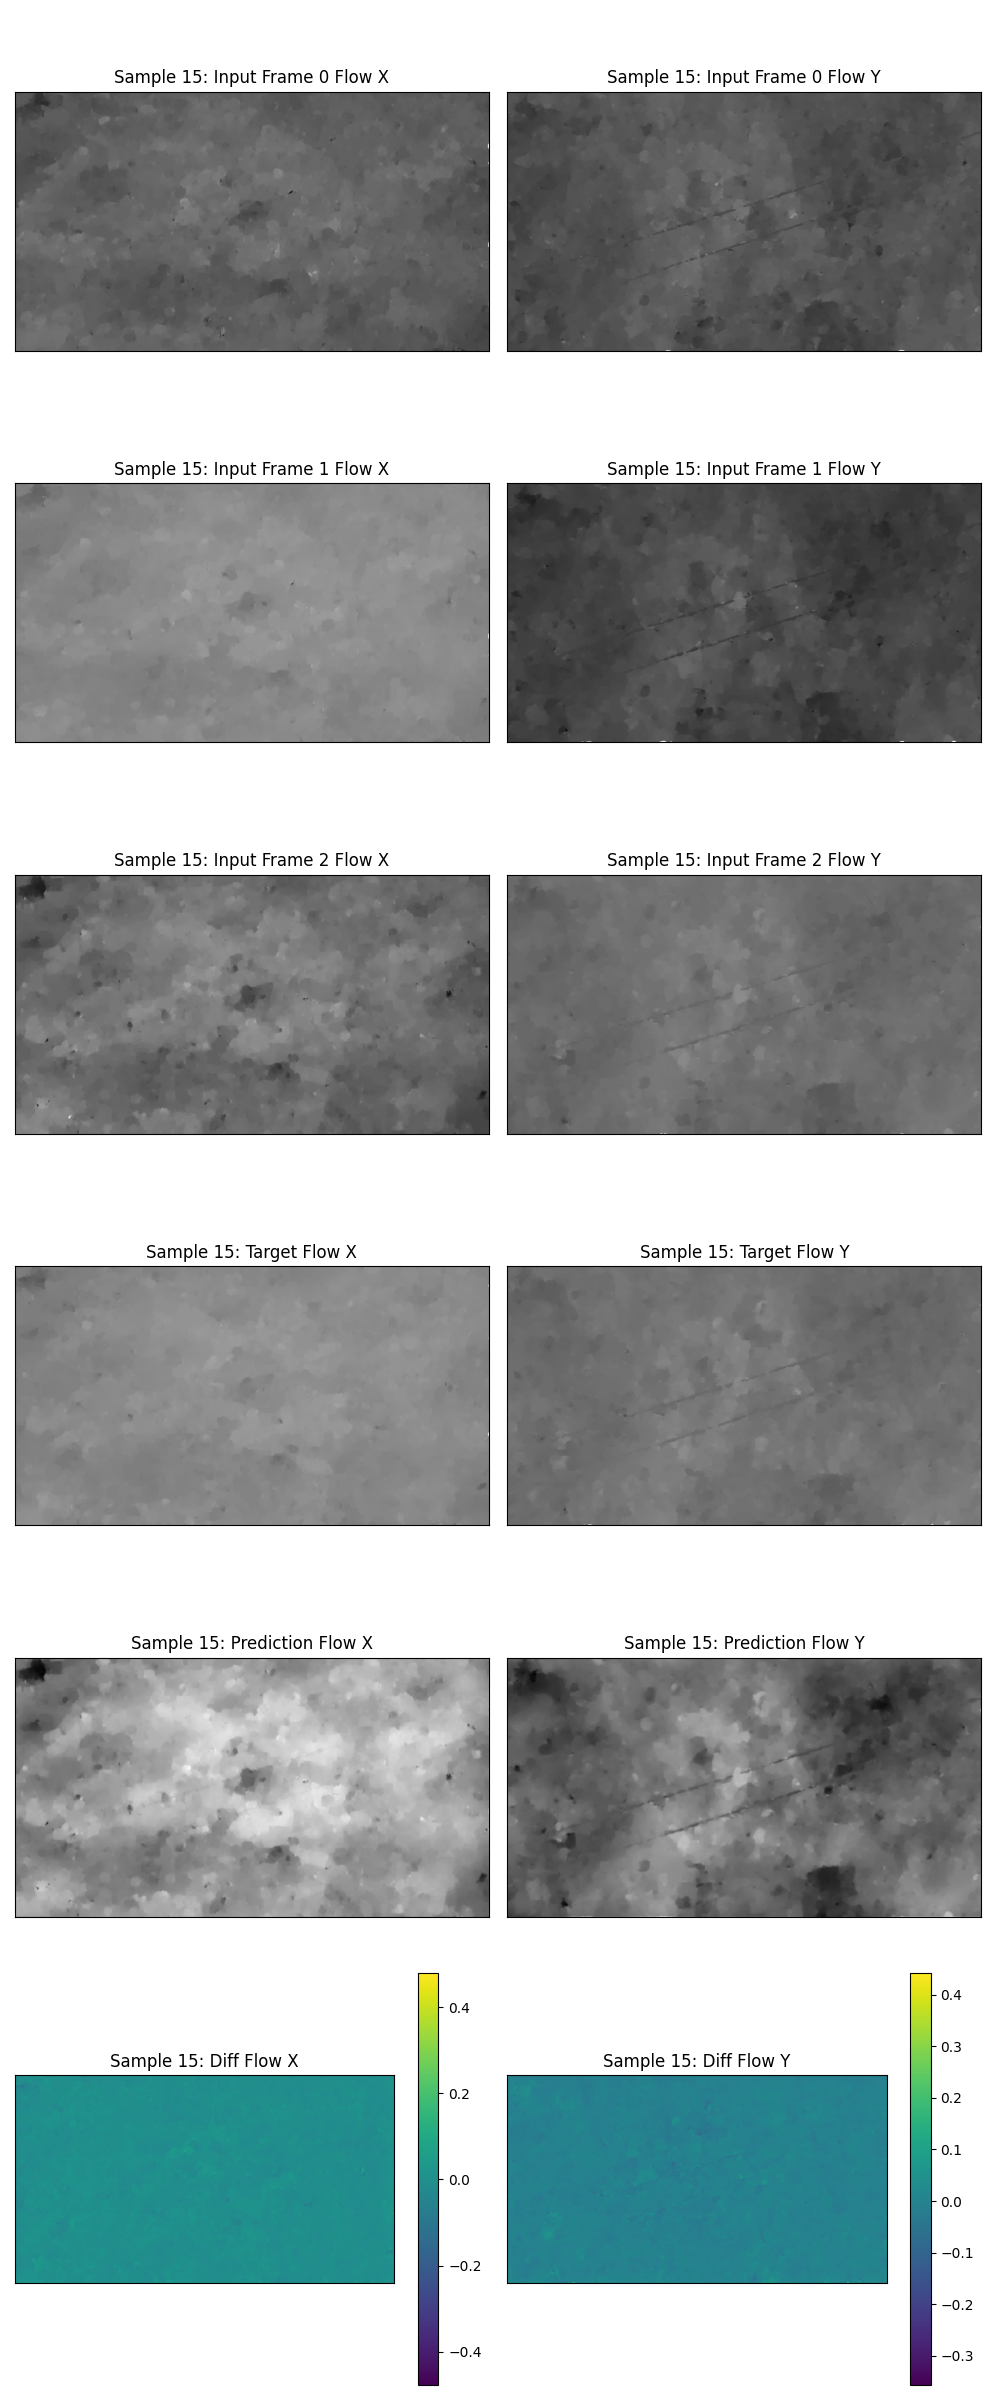 Sample 15: Input Frame 0 Flow X
Sample 15: Input Frame 0 Flow Y
Sample 15: Input Frame 1 Flow X
Sample 15: Input Frame 1 Flow Y
Sample 15: Input Frame 2 Flow X
Sample 15: Input Frame 2 Flow Y
Sample 15: Target Flow X
Sample 15: Target Flow Y
Sample 15: Prediction Flow X
Sample 15: Prediction Flow Y
Sample 15: Diff Flow X
0.4
0.2
0.0
−0.2
−0.4
Sample 15: Diff Flow Y
0.4
0.3
0.2
0.1
0.0
−0.1
−0.2
−0.3